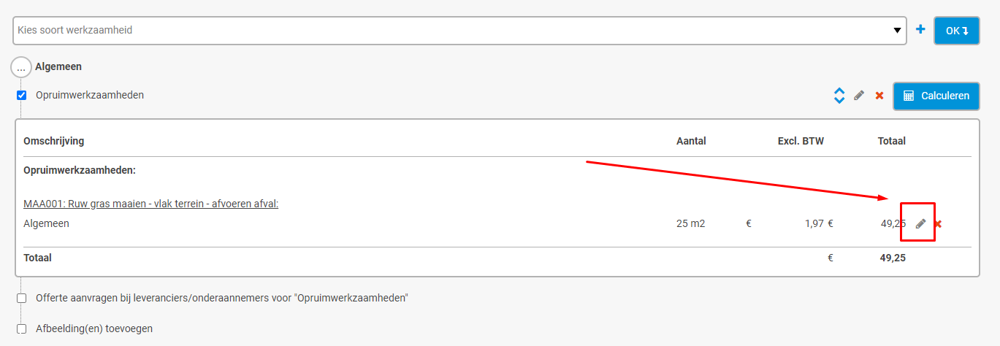 Kies soort werkzaamheid
OK
... Algemeen
Opruimwerkzaamheden
Calculeren
Omschrijving Aantal Excl. BTW Totaal
Opruimwerkzaamheden:
MAA001: Ruw gras maaien - vlak terrein - afvoeren afval:
Algemeen 25 m2 € 1,97 € 49,25
Totaal € 49,25
Offerte aanvragen bij leveranciers/onderaannemers voor "Opruimwerkzaamheden"
Afbeelding(en) toevoegen